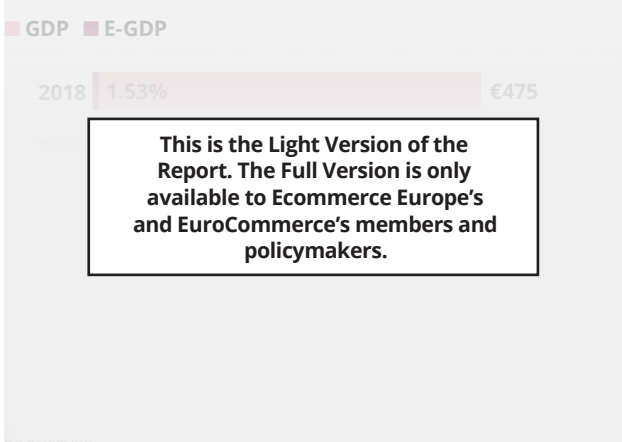 GDP E-GDP
2018 1.53% €475
This is the Light Version of the
Report. The Full Version is only
available to Ecommerce Europe’s
and EuroCommerce’s members and
policymakers.